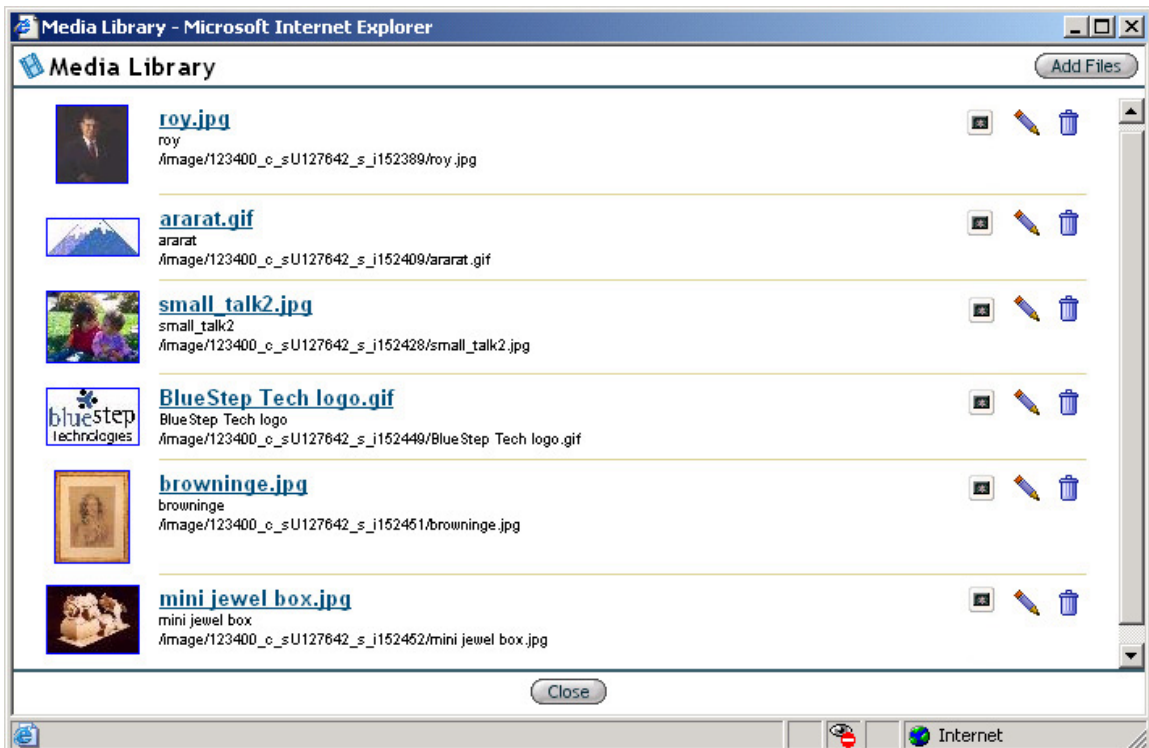 Media Library - Microsoft Internet Explorer
Media Library
Add Files
roy.jpg
roy
/image/123400_c_sU127642_s_i152389/roy.jpg
ararat.gif
ararat
/image/123400_c_sU127642_s_i152409/ararat.gif
small_talk2.jpg
small_talk2
/image/123400_c_sU127642_s_i152428/small_talk2.jpg
bluestep
Technologies
BlueStep Tech logo.gif
BlueStep Tech logo
/image/123400_c_sU127642_s_i152449/BlueStep Tech logo.gif
browninge.jpg
browninge
/image/123400_c_sU127642_s_i152451/browninge.jpg
mini jewel box.jpg
mini jewel box
/image/123400_c_sU127642_s_i152452/mini jewel box.jpg
Close
Internet